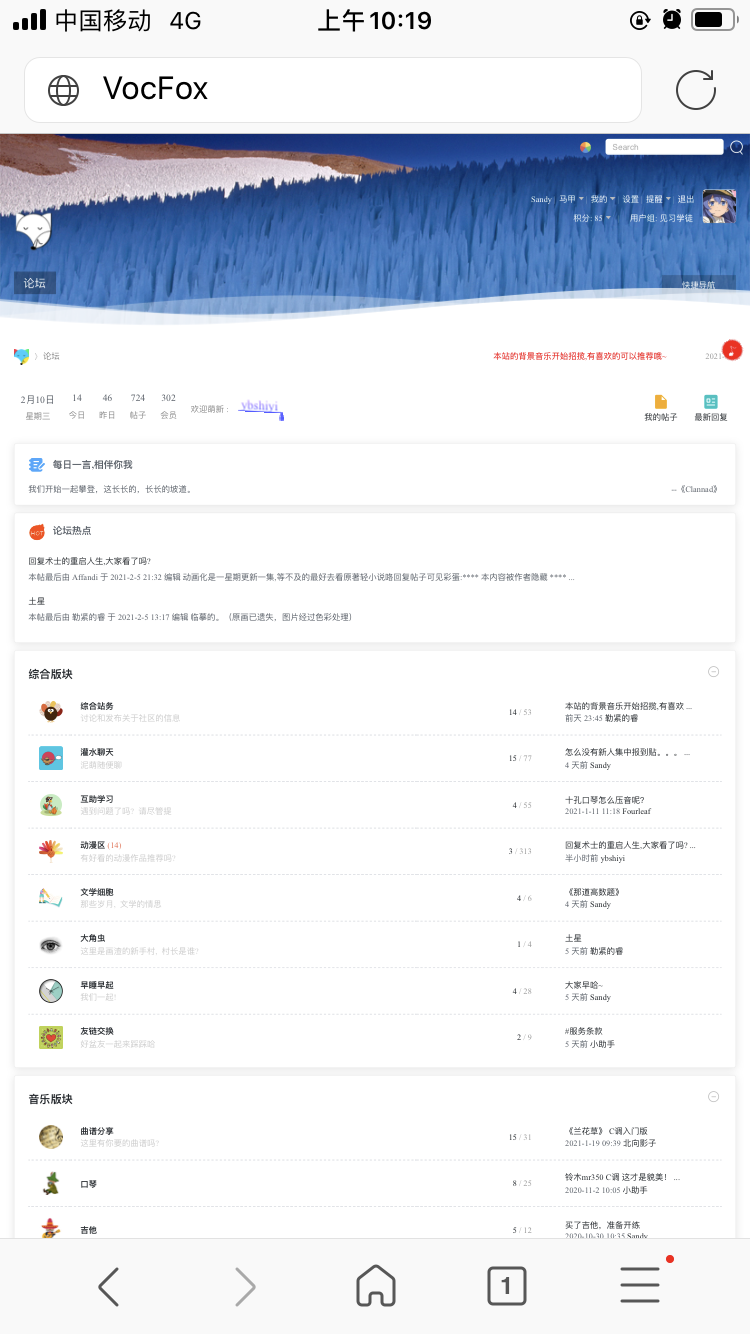 中国移动 4G 上午10:19
VocFox
Search
Sandy 马甲 我的 设置 提醒 退出
积分: 85 用户组: 见习学徒
论坛 快捷导航
论坛 本站的背景音乐开始招揽,有喜欢的可以推荐哦~ 2021
2月10日 14 46 724 302
星期三 今日 昨日 帖子 会员 欢迎萌新 : ybshiyi
我的帖子 最新回复
每日一言,相伴你我
我们开始一起攀登，这长长的，长长的坡道。 --《Clannad》
HOT 论坛热点
回复术士的重启人生,大家看了吗?
本帖最后由 Affandi 于 2021-2-5 21:32 编辑 动画化是一星期更新一集,等不及的最好去看原著轻小说咯回复帖子可见彩蛋:**** 本内容被作者隐藏 **** ...
土星
本帖最后由 勒紧的睿 于 2021-2-5 13:17 编辑 临摹的。（原画已遗失，图片经过色彩处理）
综合版块
综合站务 14 / 53 本站的背景音乐开始招揽,有喜欢 ...
讨论和发布关于社区的信息 前天 23:45 勒紧的睿
灌水聊天 15 / 77 怎么没有新人集中报到贴。。。 ...
泥萌随便聊 4 天前 Sandy
互助学习 4 / 55 十孔口琴怎么压音呢?
遇到问题了吗？请尽管提 2021-1-11 11:18 Fourleaf
动漫区 (14) 3 / 313 回复术士的重启人生,大家看了吗? ...
有好看的动漫作品推荐吗? 半小时前 ybshiyi
文学细胞 4 / 6 《那道高数题》
那些岁月, 文学的情思 4 天前 Sandy
大角虫 1 / 4 土星
这里是画渣的新手村, 村长是谁? 5 天前 勒紧的睿
早睡早起 4 / 28 大家早哈~
我们一起! 5 天前 Sandy
友链交换 2 / 9 #服务条款
好盆友一起来踩踩哈 5 天前 小助手
音乐版块
曲谱分享 15 / 31 《兰花草》 C调入门版
这里有你要的曲谱吗? 2021-1-19 09:39 北向影子
口琴 8 / 25 铃木mr350 C调 这才是貌美！ ...
2020-11-2 10:05 小助手
吉他 5 / 12 买了吉他，准备开练
2020-10-30 10:35 Sandy
1